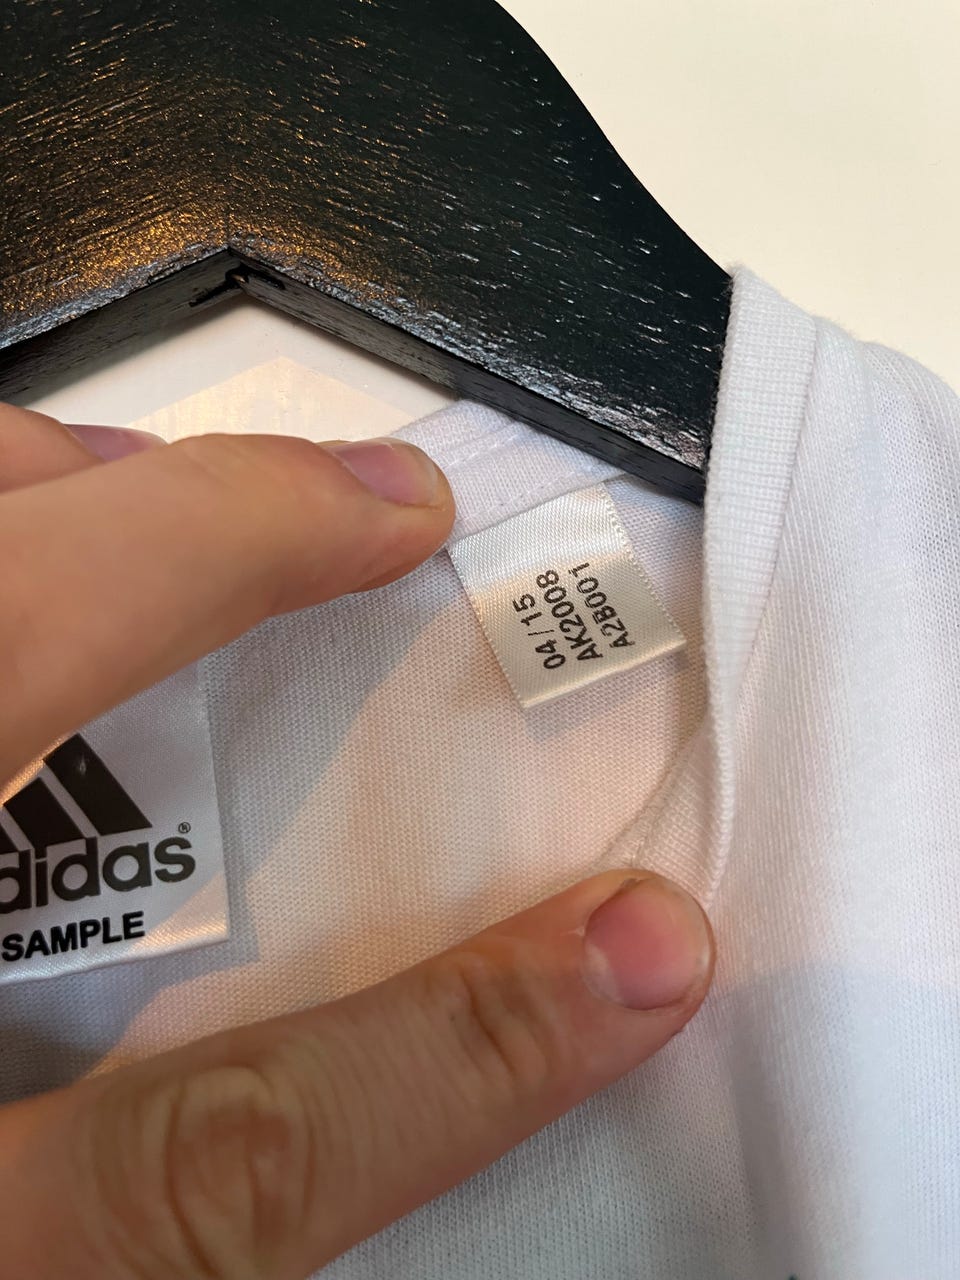 04/15
AK2008
A2B001
didas®
SAMPLE